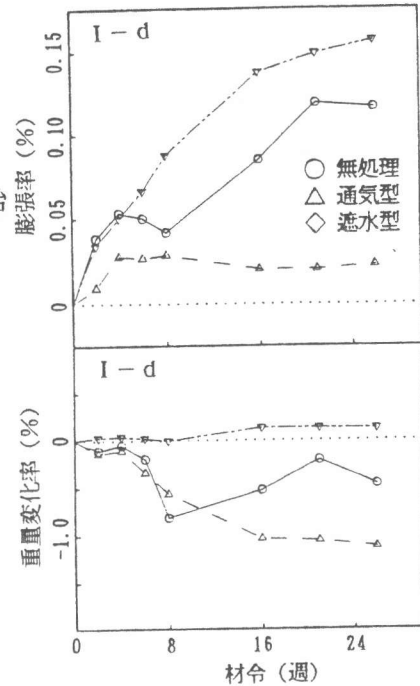 I－d
0.15
0.10
0.05
0
膨張率（％）
○ 無処理
△ 通気型
◇ 遮水型
I－d
0
-1.0
重量変化率（％）
0 8 16 24
材令（週）